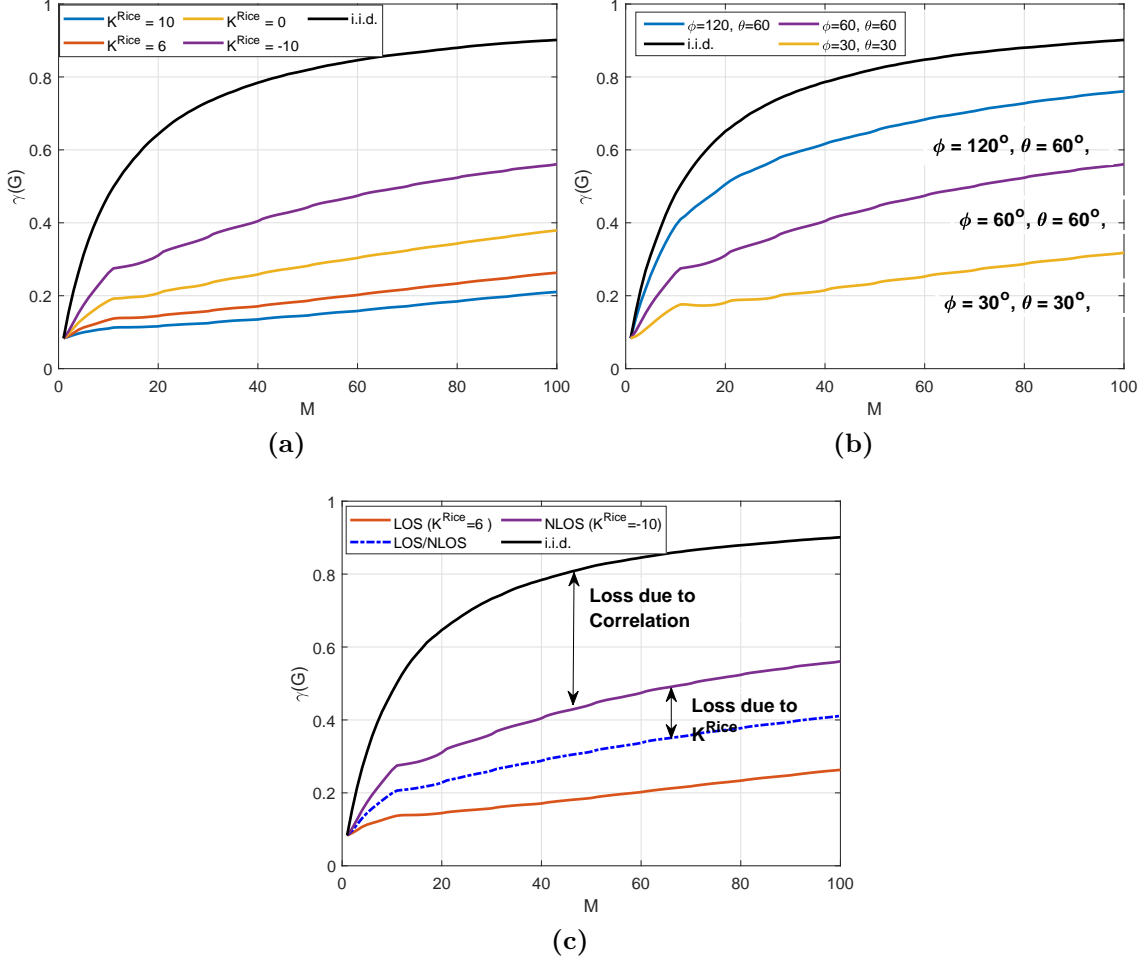 K^Rice = 10
K^Rice = 0
i.i.d.
K^Rice = 6
K^Rice = -10
1
0.8
0.6
0.4
0.2
0
γ(G)
0 20 40 60 80 100
M
(a)
ϕ=120, θ=60
ϕ=60, θ=60
i.i.d.
ϕ=30, θ=30
1
0.8
0.6
0.4
0.2
0
γ(G)
ϕ = 120°, θ = 60°,
ϕ = 60°, θ = 60°,
ϕ = 30°, θ = 30°,
0 20 40 60 80 100
M
(b)
LOS (K^Rice=6 )
NLOS (K^Rice=-10)
LOS/NLOS
i.i.d.
1
0.8
0.6
0.4
0.2
0
γ(G)
Loss due to
Correlation
Loss due to
K^Rice
0 20 40 60 80 100
M
(c)